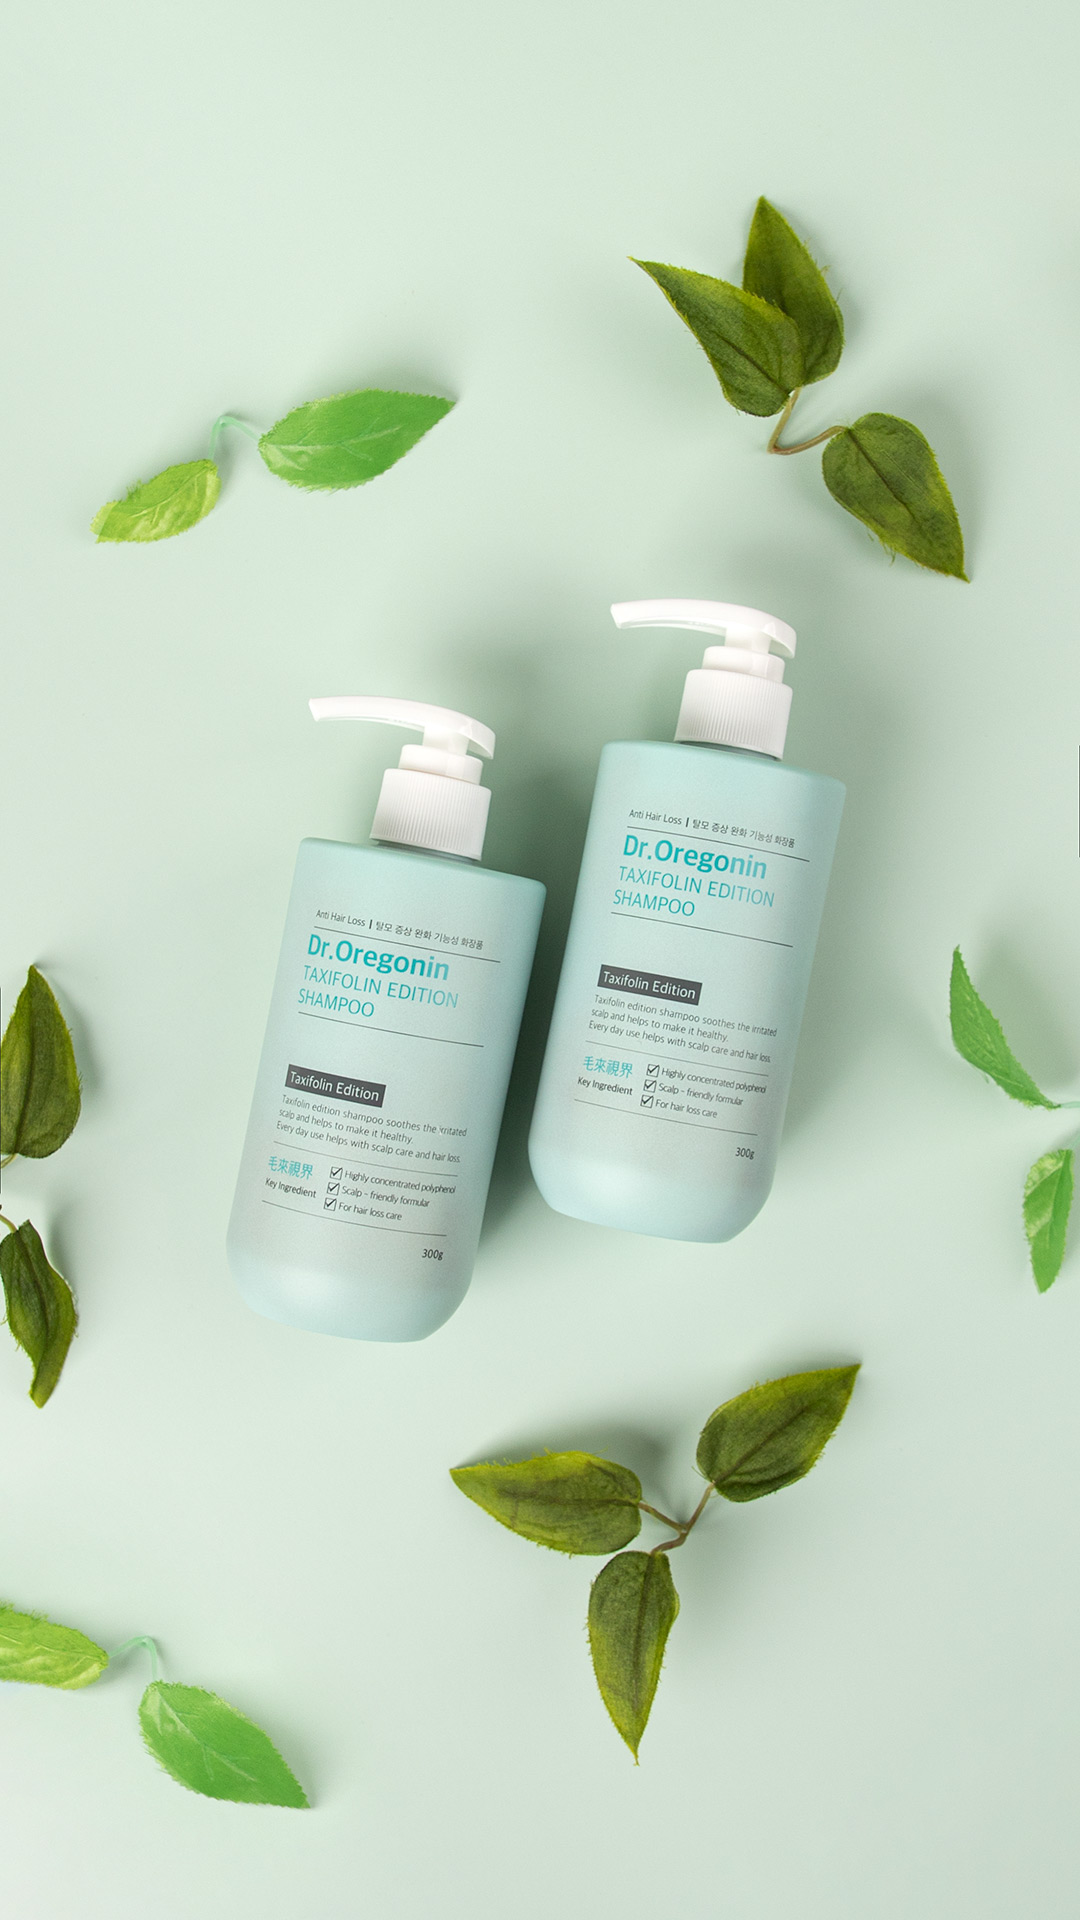 Anti Hair Loss | 탈모 증상 완화 기능성 화장품
Dr.Oregonin
TAXIFOLIN EDITION
SHAMPOO
Taxifolin Edition
Taxifolin edition shampoo soothes the irritated
scalp and helps to make it healthy.
Every day use helps with scalp care and hair loss.
毛來視界
Key Ingredient
Highly concentrated polyphenol
Scalp - friendly formular
For hair loss care
300g
Anti Hair Loss | 탈모 증상 완화 기능성 화장품
Dr.Oregonin
TAXIFOLIN EDITION
SHAMPOO
Taxifolin Edition
Taxifolin edition shampoo soothes the irritated
scalp and helps to make it healthy.
Every day use helps with scalp care and hair loss.
毛來視界
Key Ingredient
Highly concentrated polyphenol
Scalp - friendly formular
For hair loss care
300g